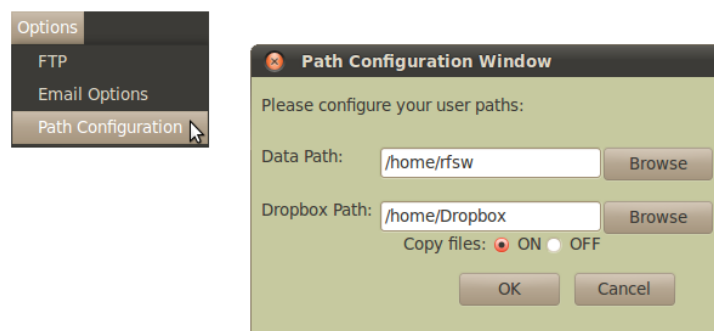 Options
FTP
Email Options
Path Configuration
Path Configuration Window
Please configure your user paths:
Data Path: /home/rfsw Browse
Dropbox Path: /home/Dropbox Browse
Copy files: ON OFF
OK Cancel